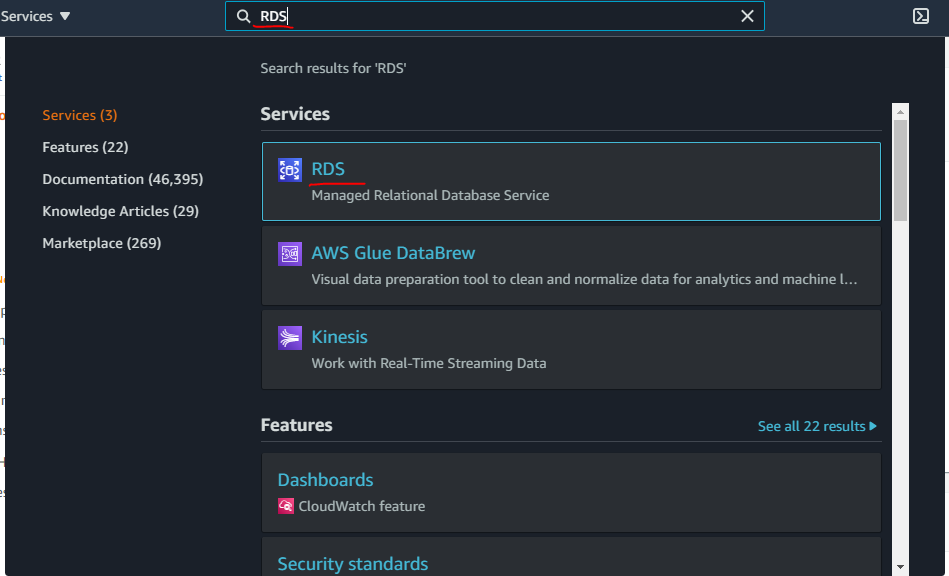 Services ▼
RDS
Search results for 'RDS'
Services (3)
Features (22)
Documentation (46,395)
Knowledge Articles (29)
Marketplace (269)
Services
RDS
Managed Relational Database Service
AWS Glue DataBrew
Visual data preparation tool to clean and normalize data for analytics and machine l...
Kinesis
Work with Real-Time Streaming Data
Features
See all 22 results
Dashboards
CloudWatch feature
Security standards